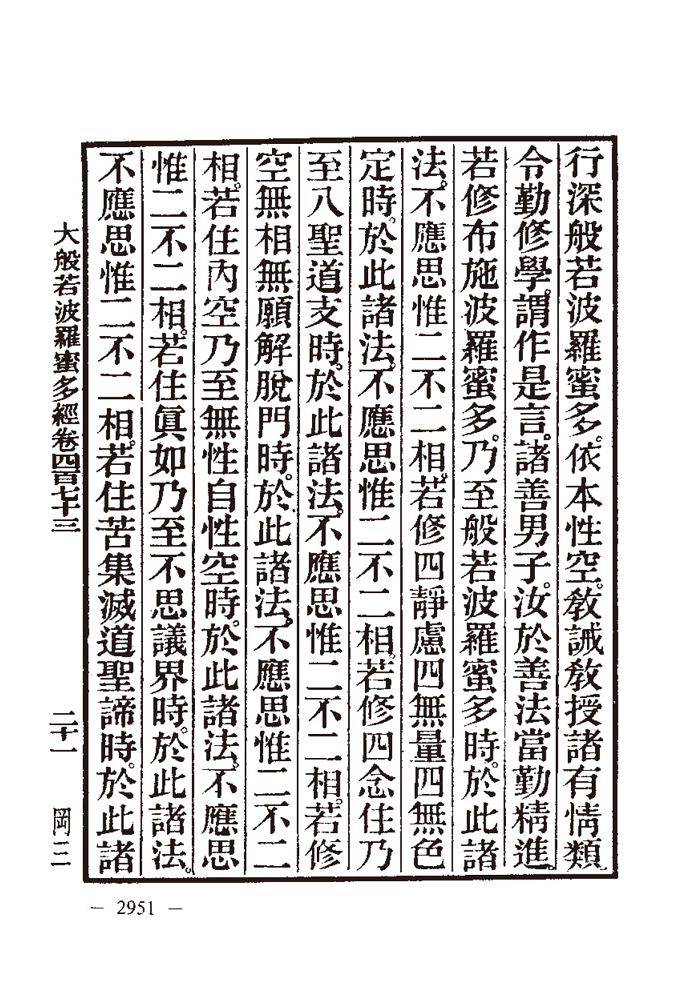 行深般若波羅蜜多。依本性空。敎誡敎授諸有情類
令勤修學。謂作是言。諸善男子。汝於善法當勤精進。
若修布施波羅蜜多。乃至般若波羅蜜多時。於此諸
法。不應思惟二不二相。若修四靜慮四無量四無色
定時。於此諸法。不應思惟二不二相。若修四念住乃
至八聖道支時。於此諸法。不應思惟二不二相。若修
空無相無願解脫門時。於此諸法。不應思惟二不二
相。若住內空乃至無性自性空時。於此諸法。不應思
惟二不二相。若住眞如乃至不思議界時。於此諸法。
不應思惟二不二相。若住苦集滅道聖諦時。於此諸
大般若波羅蜜多經卷四百七十三 二十一 岡三
— 2951 —